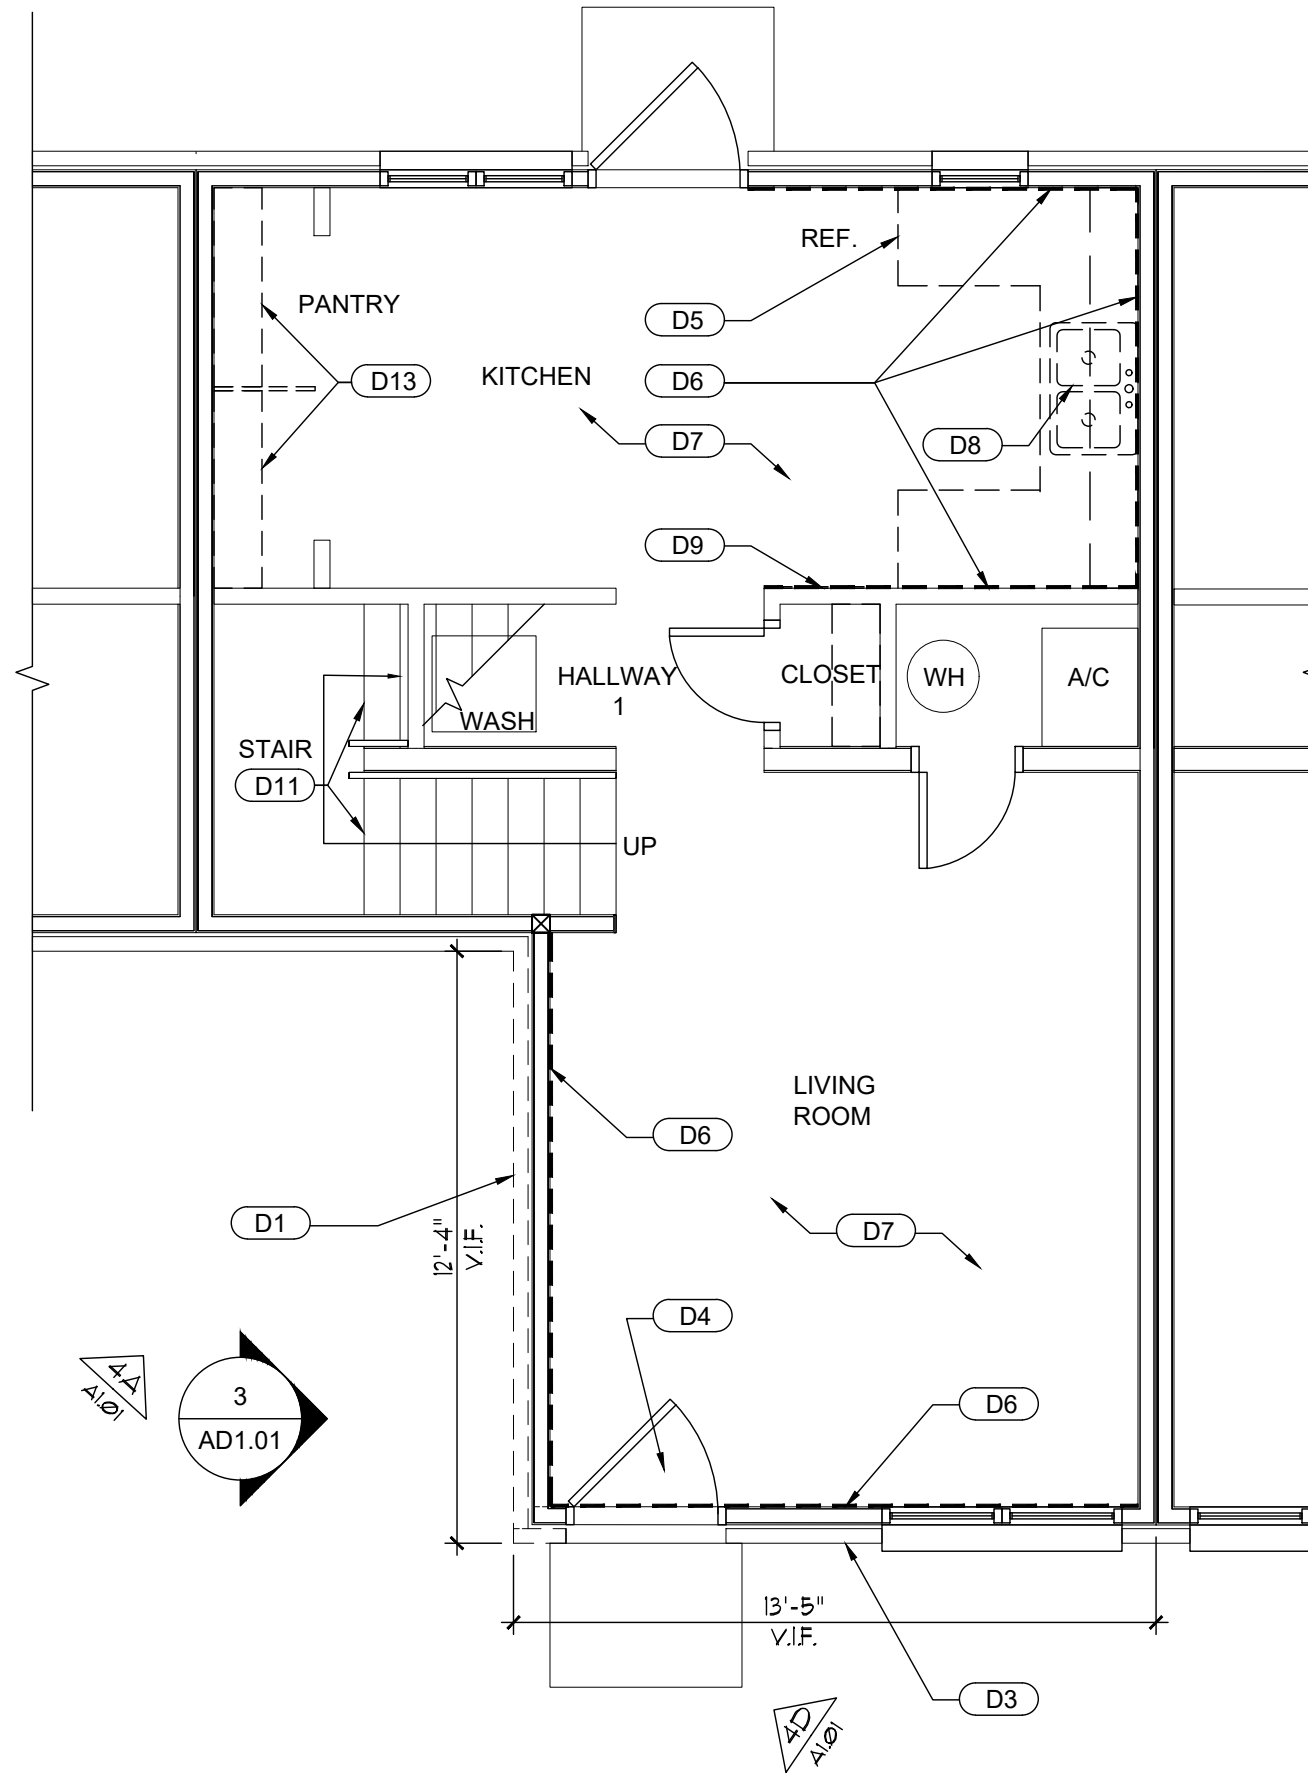 REF.
PANTRY
D5
KITCHEN
D13
D6
D7
D8
D9
HALLWAY
1
CLOSET
WH
A/C
WASH
STAIR
D11
UP
LIVING
ROOM
D6
D1
12'-4"
V.I.F.
D7
D4
4A
A1.01
3
AD1.01
D6
13'-5"
V.I.F.
D3
4D
A1.01